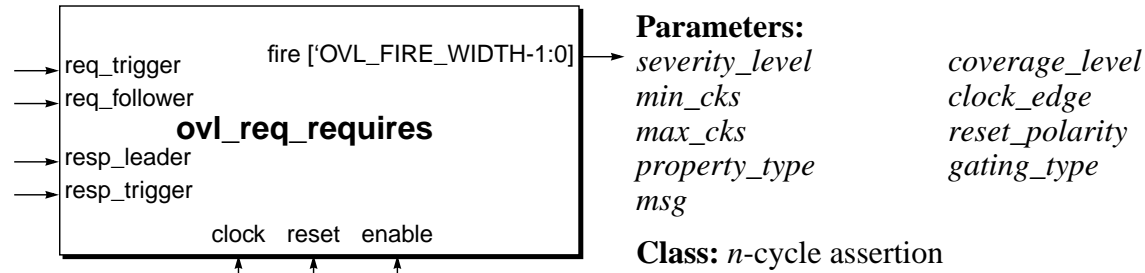 req_trigger
req_follower
fire [‘OVL_FIRE_WIDTH-1:0]
ovl_req_requires
resp_leader
resp_trigger
clock reset enable
Parameters:
severity_level coverage_level
min_cks clock_edge
max_cks reset_polarity
property_type gating_type
msg
Class: n-cycle assertion